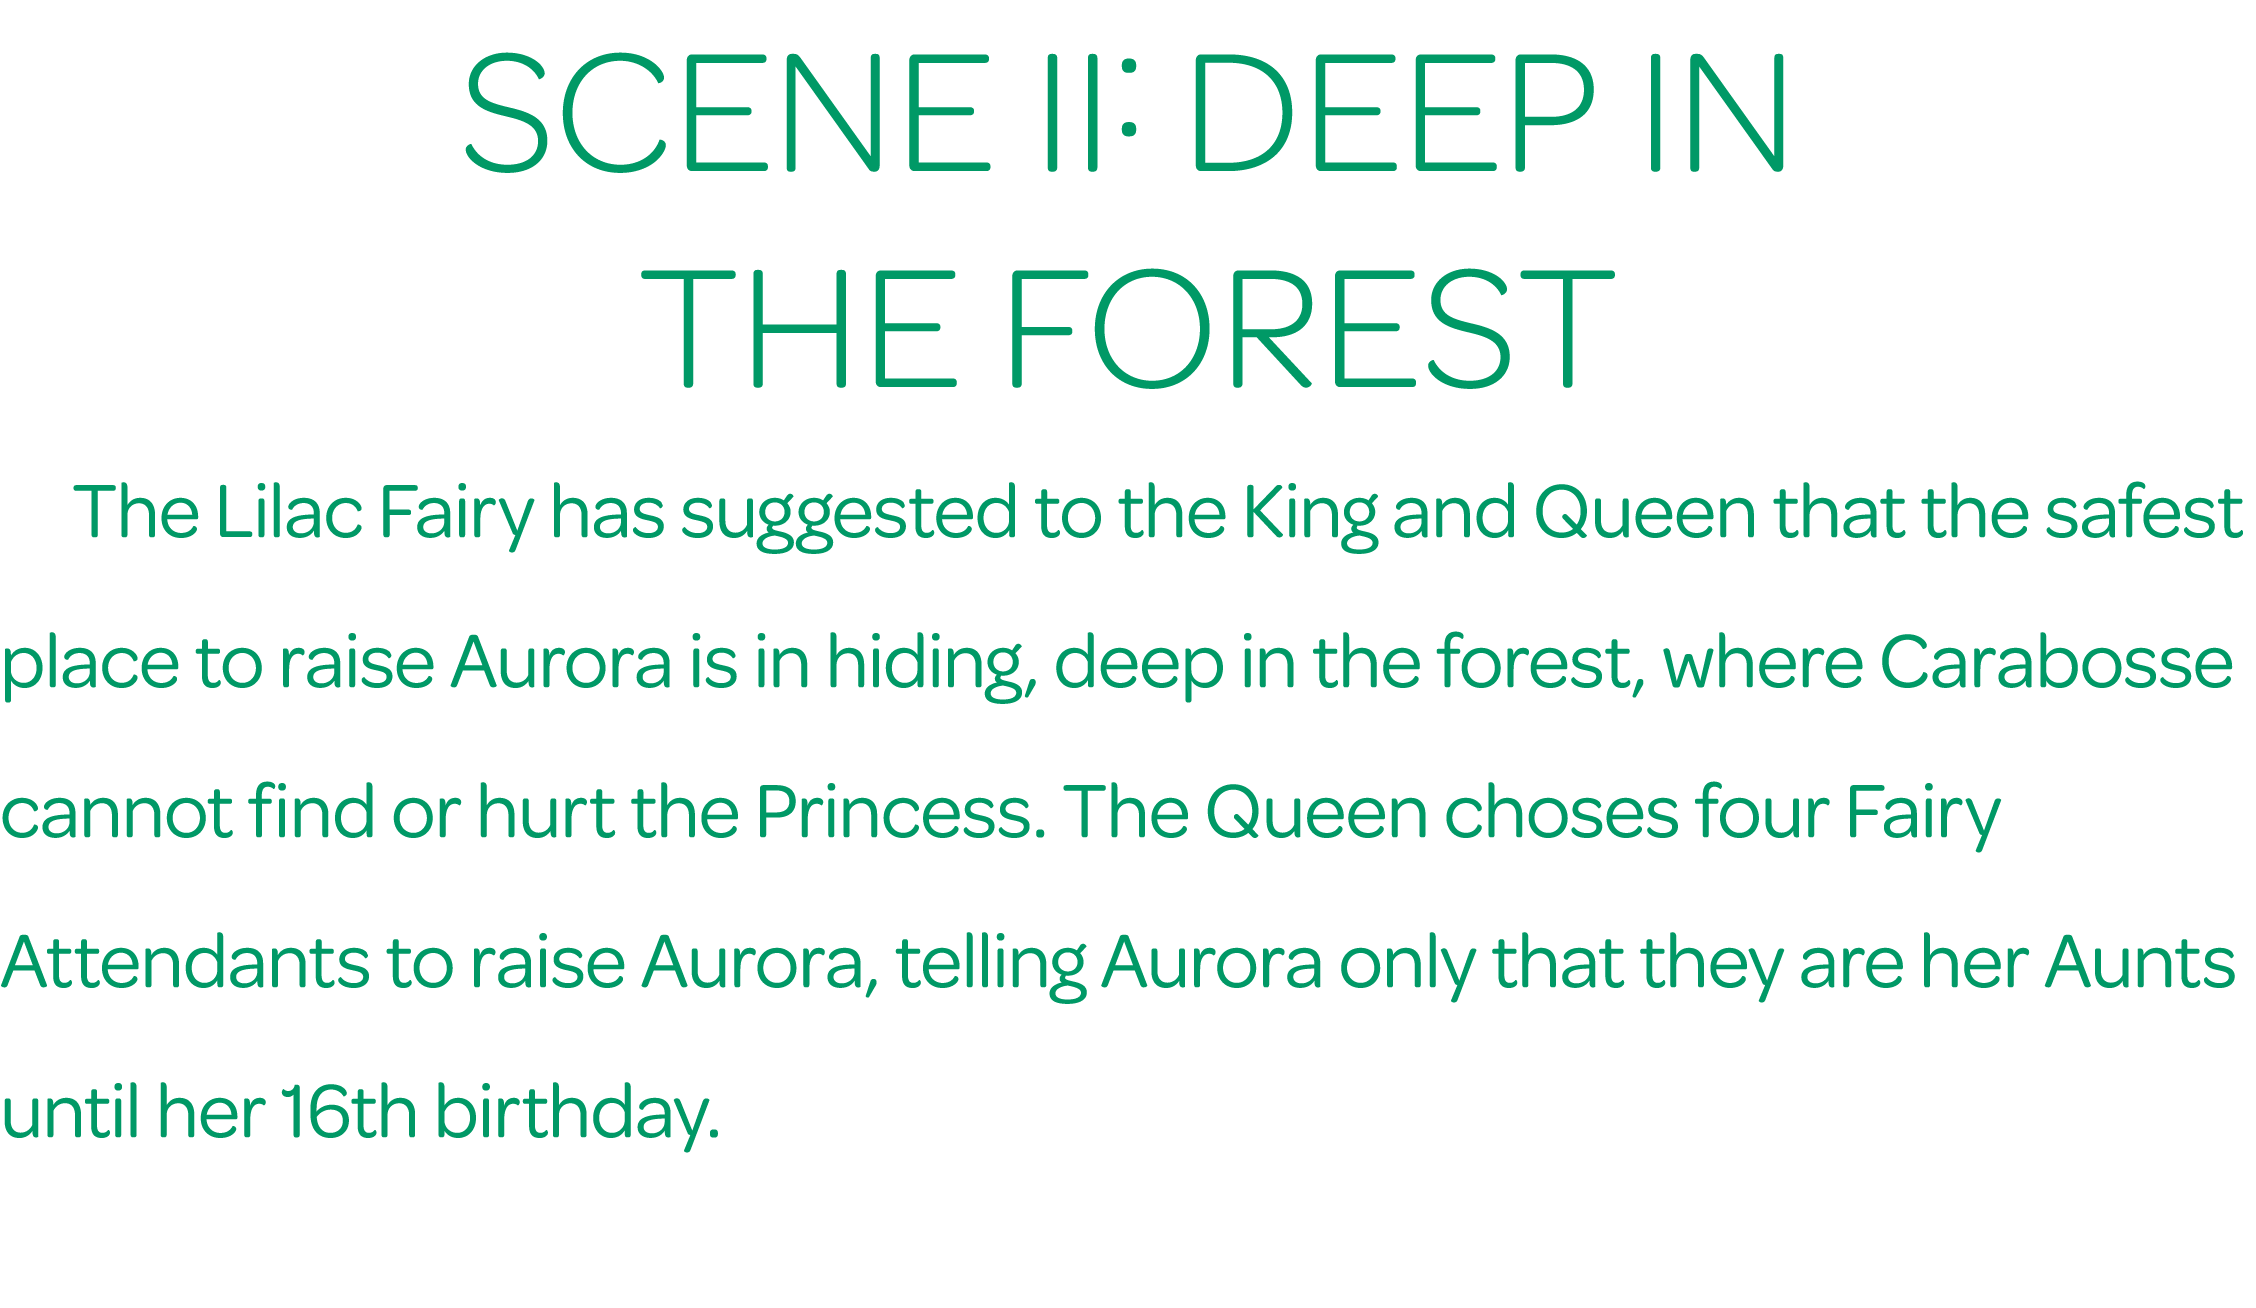 SCENE II: DEEP IN
THE FOREST
The Lilac Fairy has suggested to the King and Queen that the safest
place to raise Aurora is in hiding, deep in the forest, where Carabosse
cannot find or hurt the Princess. The Queen choses four Fairy
Attendants to raise Aurora, telling Aurora only that they are her Aunts
until her 16th birthday.